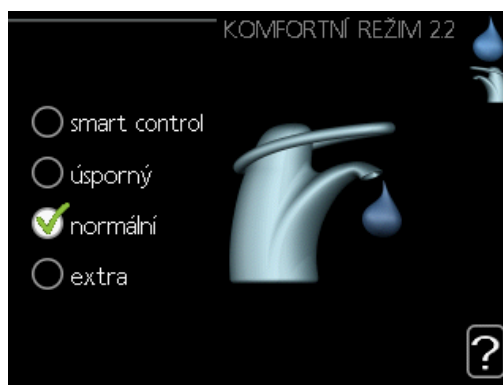 KOMFORTNÍ REŽIM 2.2
smart control
úsporný
normální
extra
?